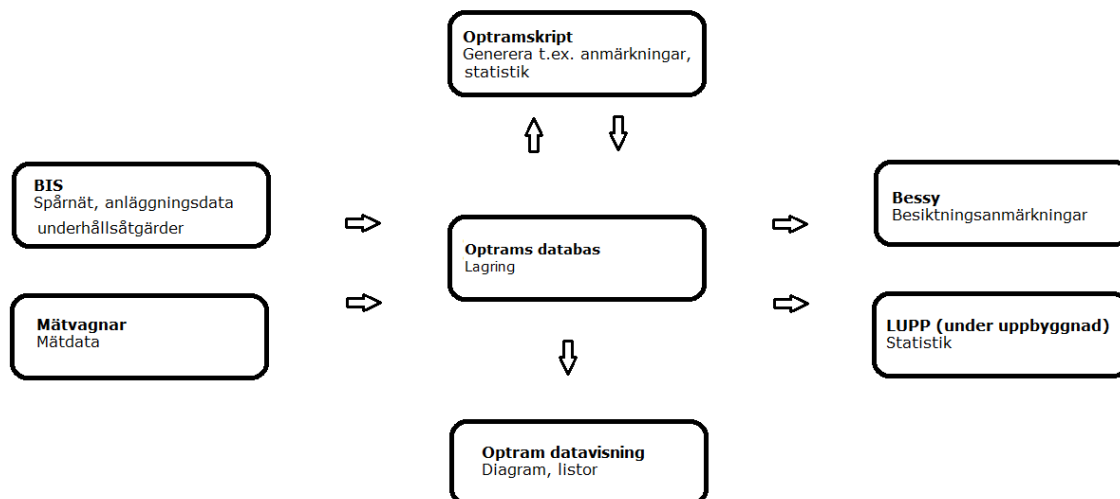 Optramskript
Generera t.ex. anmärkningar,
statistik
BIS
Spårnät, anläggningsdata
underhållsåtgärder
Bessy
Besiktningsanmärkningar
Optrams databas
Lagring
Mätvagnar
Mätdata
LUPP (under uppbyggnad)
Statistik
Optram datavisning
Diagram, listor